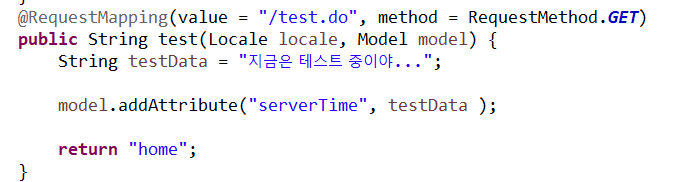 }
@RequestMapping(value = "/test.do", method = RequestMethod.GET)
public String test(Locale locale, Model model) {
    String testData = "지금은 테스트 중이야...";
    model.addAttribute("serverTime", testData );
    return "home";
}